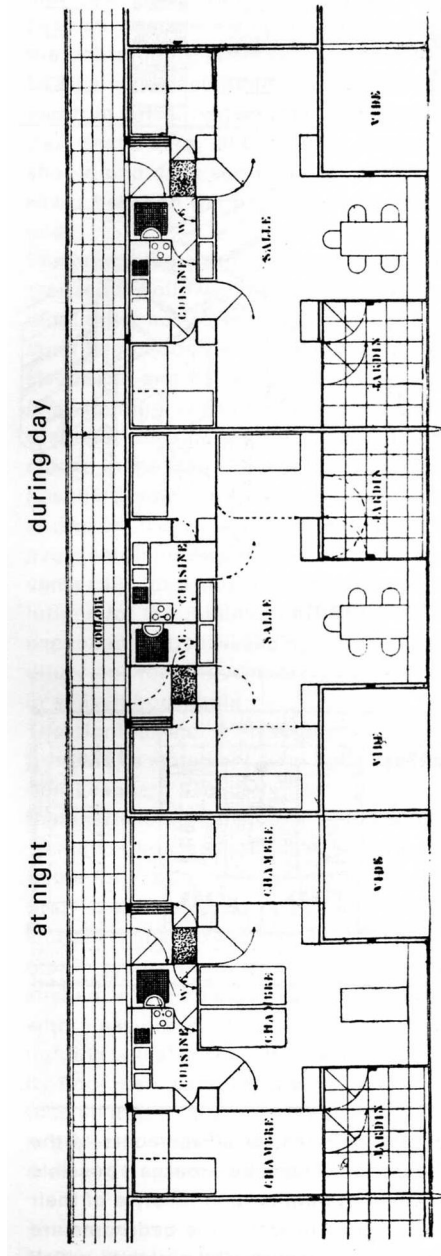 at night
during day
COULOIR
CUISINE
W.C.
W.C.
CUISINE
CUISINE
W.C.
CHAMBRE
CHAMBRE
CHAMBRE
SALLE
SALLE
JARDIN
VIDE
VIDE
JARDIN
JARDIN
VIDE